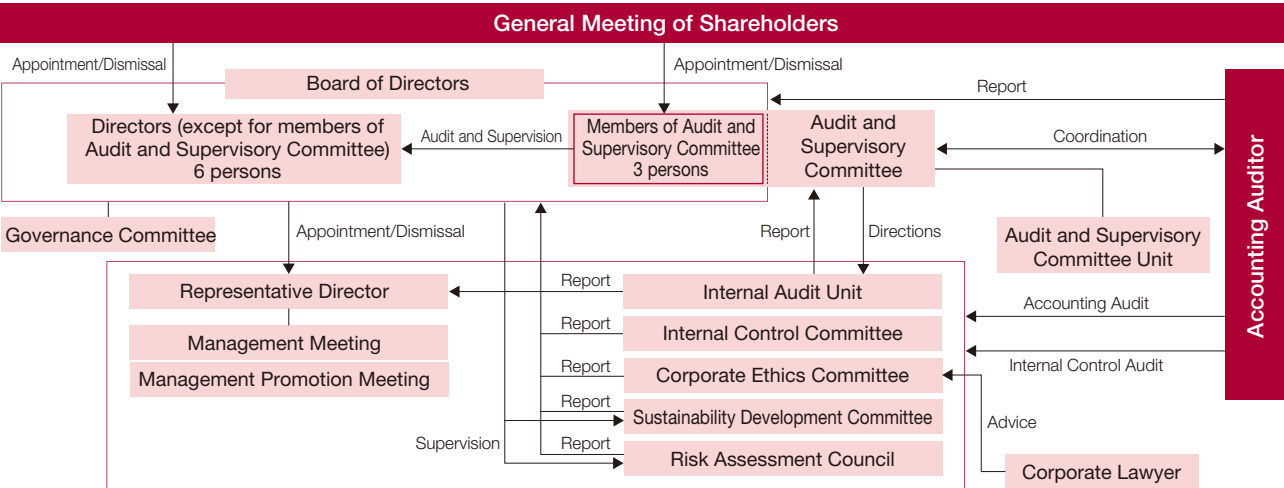 General Meeting of Shareholders
Appointment/Dismissal
Appointment/Dismissal
Board of Directors
Report
Directors (except for members of
Audit and Supervisory Committee)
6 persons
Audit and Supervision
Members of Audit and
Supervisory Committee
3 persons
Audit and
Supervisory
Committee
Coordination
Accounting Auditor
Governance Committee
Appointment/Dismissal
Report
Directions
Audit and Supervisory
Committee Unit
Representative Director
Report
Internal Audit Unit
Accounting Audit
Management Meeting
Report
Internal Control Committee
Internal Control Audit
Management Promotion Meeting
Report
Corporate Ethics Committee
Report
Sustainability Development Committee
Advice
Supervision
Report
Risk Assessment Council
Corporate Lawyer